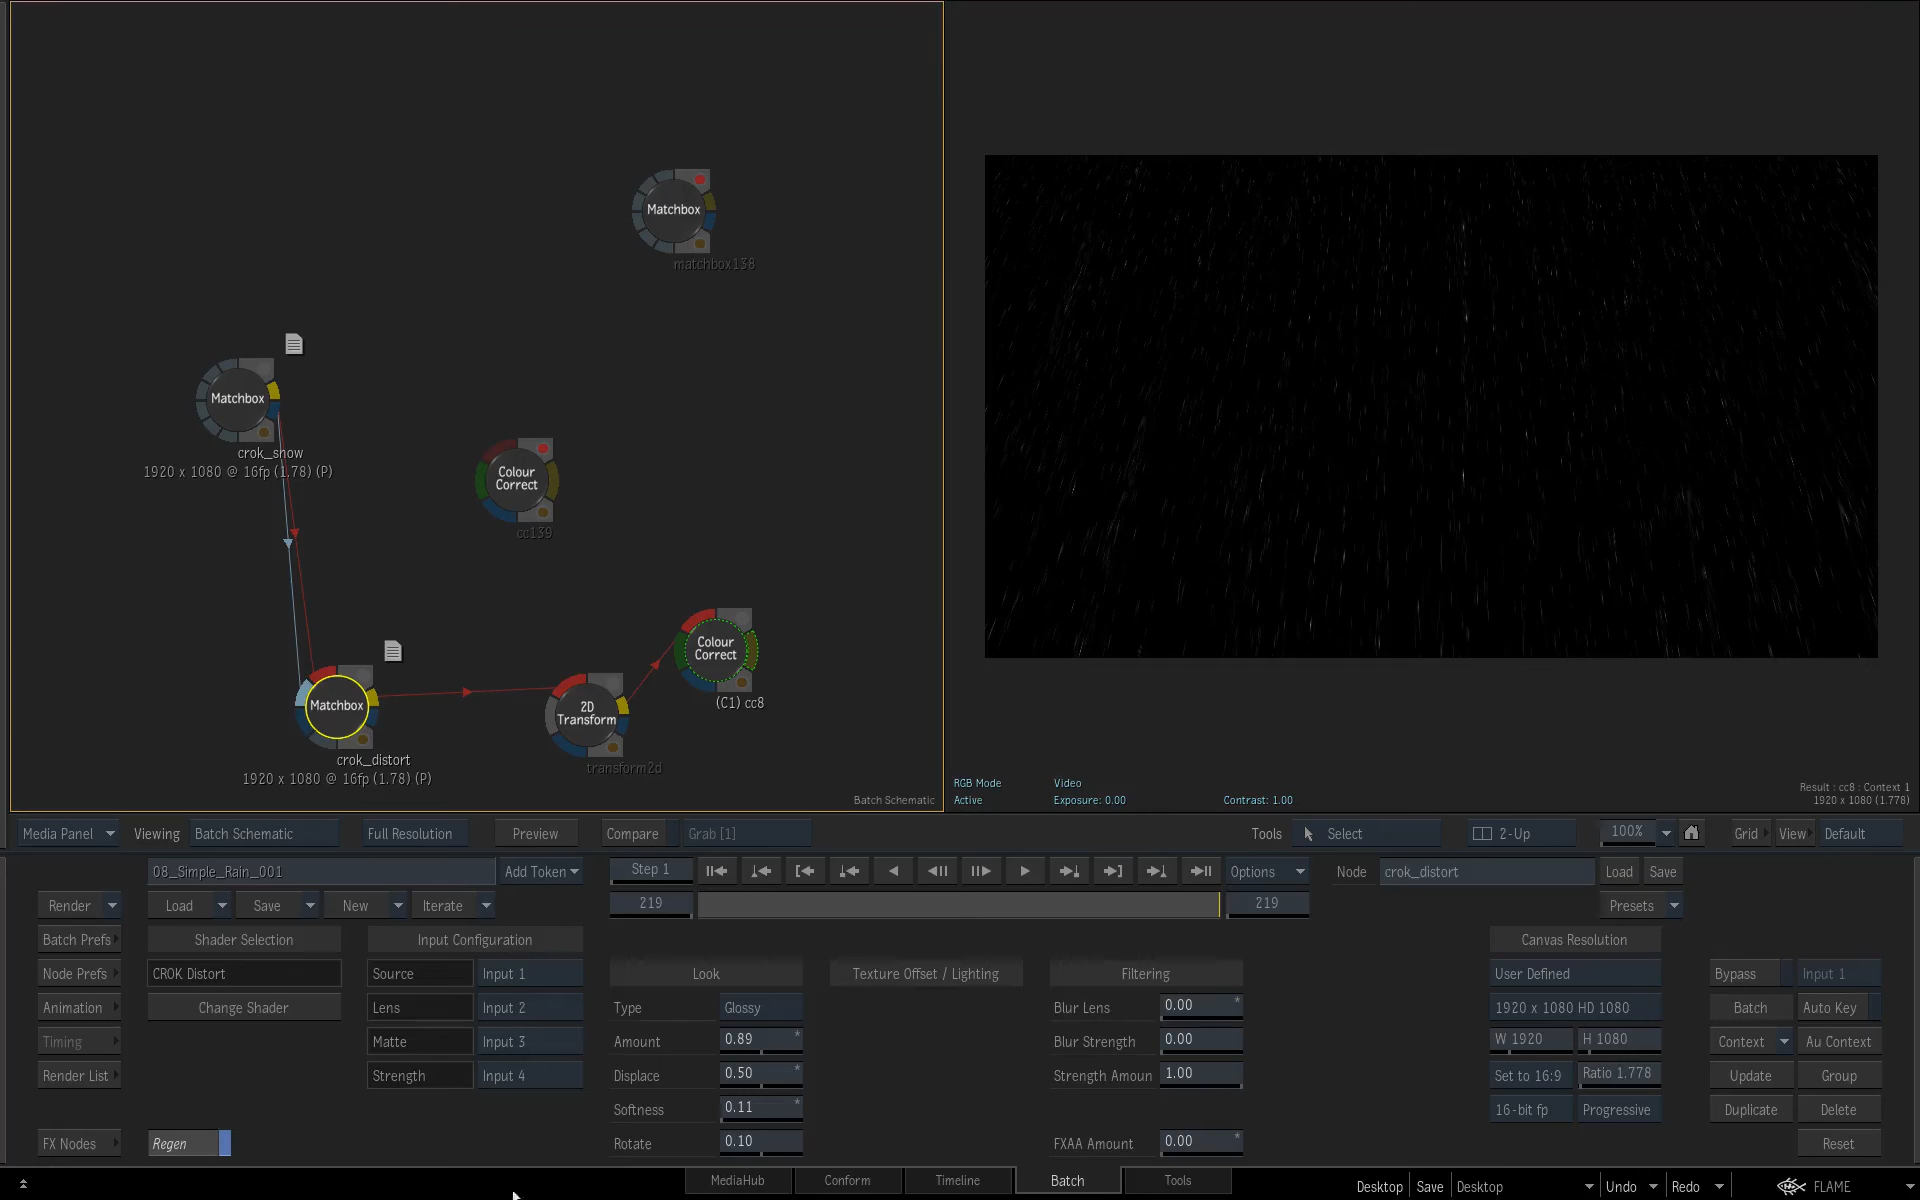 Matchbox
matchbox138
Matchbox
crok_snow
1920 x 1080 @ 16fp (1.78) (P)
Colour
Correct
cc139
Colour
Correct
(C1) cc8
Matchbox
crok_distort
1920 x 1080 @ 16fp (1.78) (P)
2D
Transform
transform2d
Batch Schematic
RGB Mode
Active
Video
Exposure: 0.00
Contrast: 1.00
Result : cc8 : Context 1
1920 x 1080 (1.778)
Media Panel
Viewing
Batch Schematic
Full Resolution
Preview
Compare
Grab [1]
Tools
Select
2-Up
100%
Grid
View
Default
08_Simple_Rain_001
Add Token
Step 1
Options
Node
crok_distort
Load
Save
Render
Load
Save
New
Iterate
219
219
Presets
Batch Prefs
Shader Selection
Input Configuration
Canvas Resolution
Node Prefs
CROK Distort
Source
Input 1
Look
Texture Offset / Lighting
Filtering
User Defined
Bypass
Input 1
Animation
Change Shader
Lens
Input 2
Type
Glossy
Blur Lens
0.00
1920 x 1080 HD 1080
Batch
Auto Key
Timing
Matte
Input 3
Amount
0.89
Blur Strength
0.00
W 1920
H 1080
Context
Au Context
Render List
Strength
Input 4
Displace
0.50
Strength Amoun
1.00
Set to 16:9
Ratio 1.778
Update
Group
Softness
0.11
16-bit fp
Progressive
Duplicate
Delete
FX Nodes
Regen
Rotate
0.10
FXAA Amount
0.00
Reset
MediaHub
Conform
Timeline
Batch
Tools
Desktop
Save
Desktop
Undo
Redo
FLAME